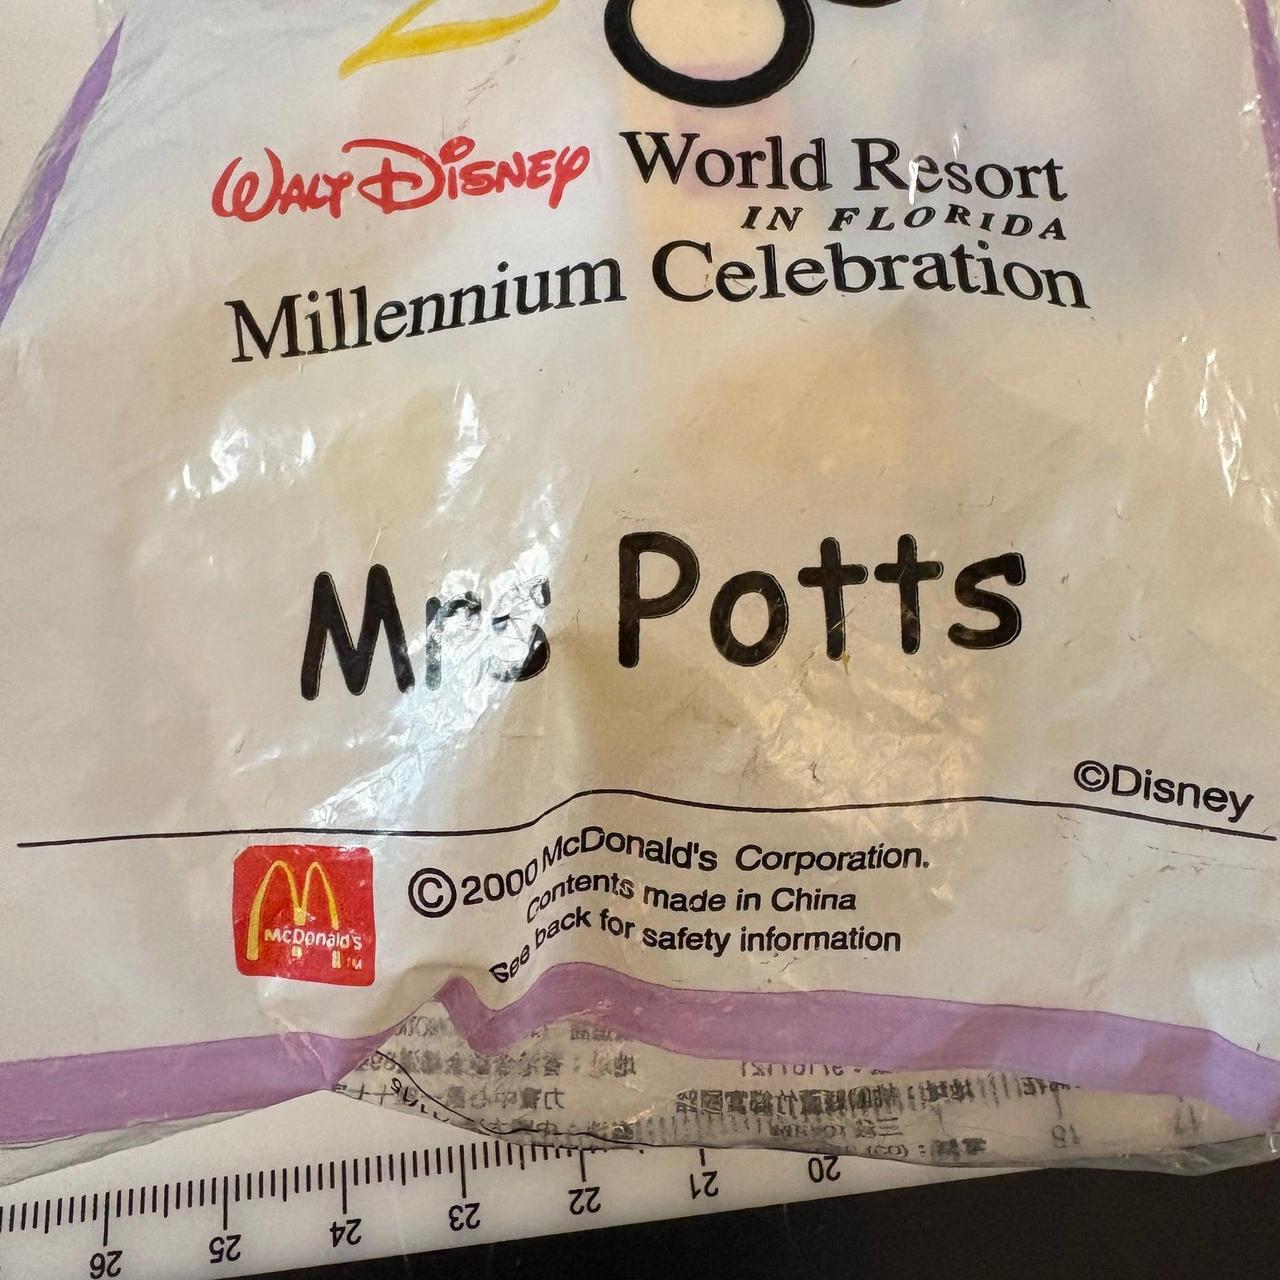 WALT DISNEY World Resort
IN FLORIDA
Millennium Celebration
Mrs Potts
©Disney
McDonald's
TM
©2000 McDonald's Corporation.
Contents made in China
See back for safety information
26 25 24 23 22 21 20